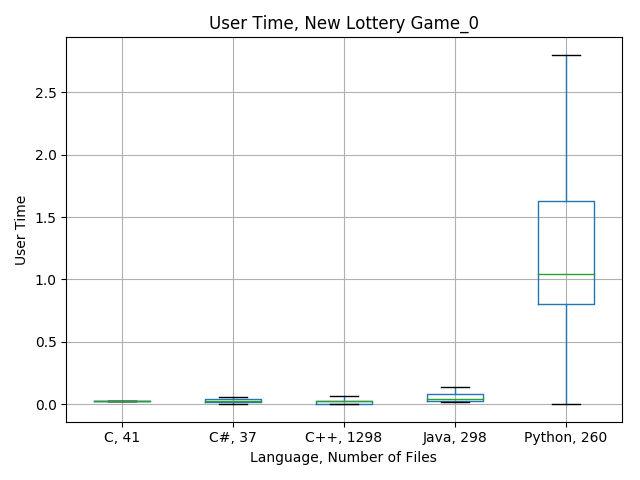 User Time, New Lottery Game_0
User Time
2.5
2.0
1.5
1.0
0.5
0.0
C, 41
C#, 37
C++, 1298
Java, 298
Python, 260
Language, Number of Files